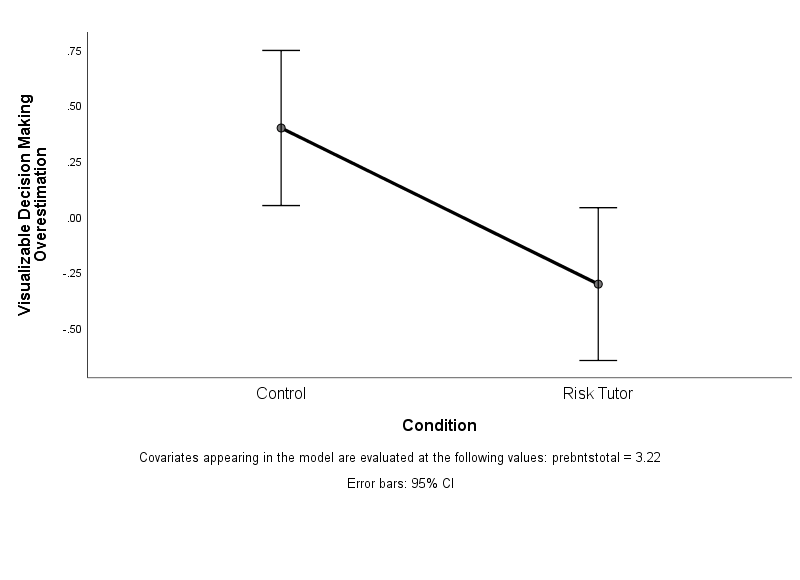 Visualizable Decision Making
Overestimation
.75
.50
.25
.00
-.25
-.50
Control
Risk Tutor
Condition
Covariates appearing in the model are evaluated at the following values: prebntstotal = 3.22
Error bars: 95% CI